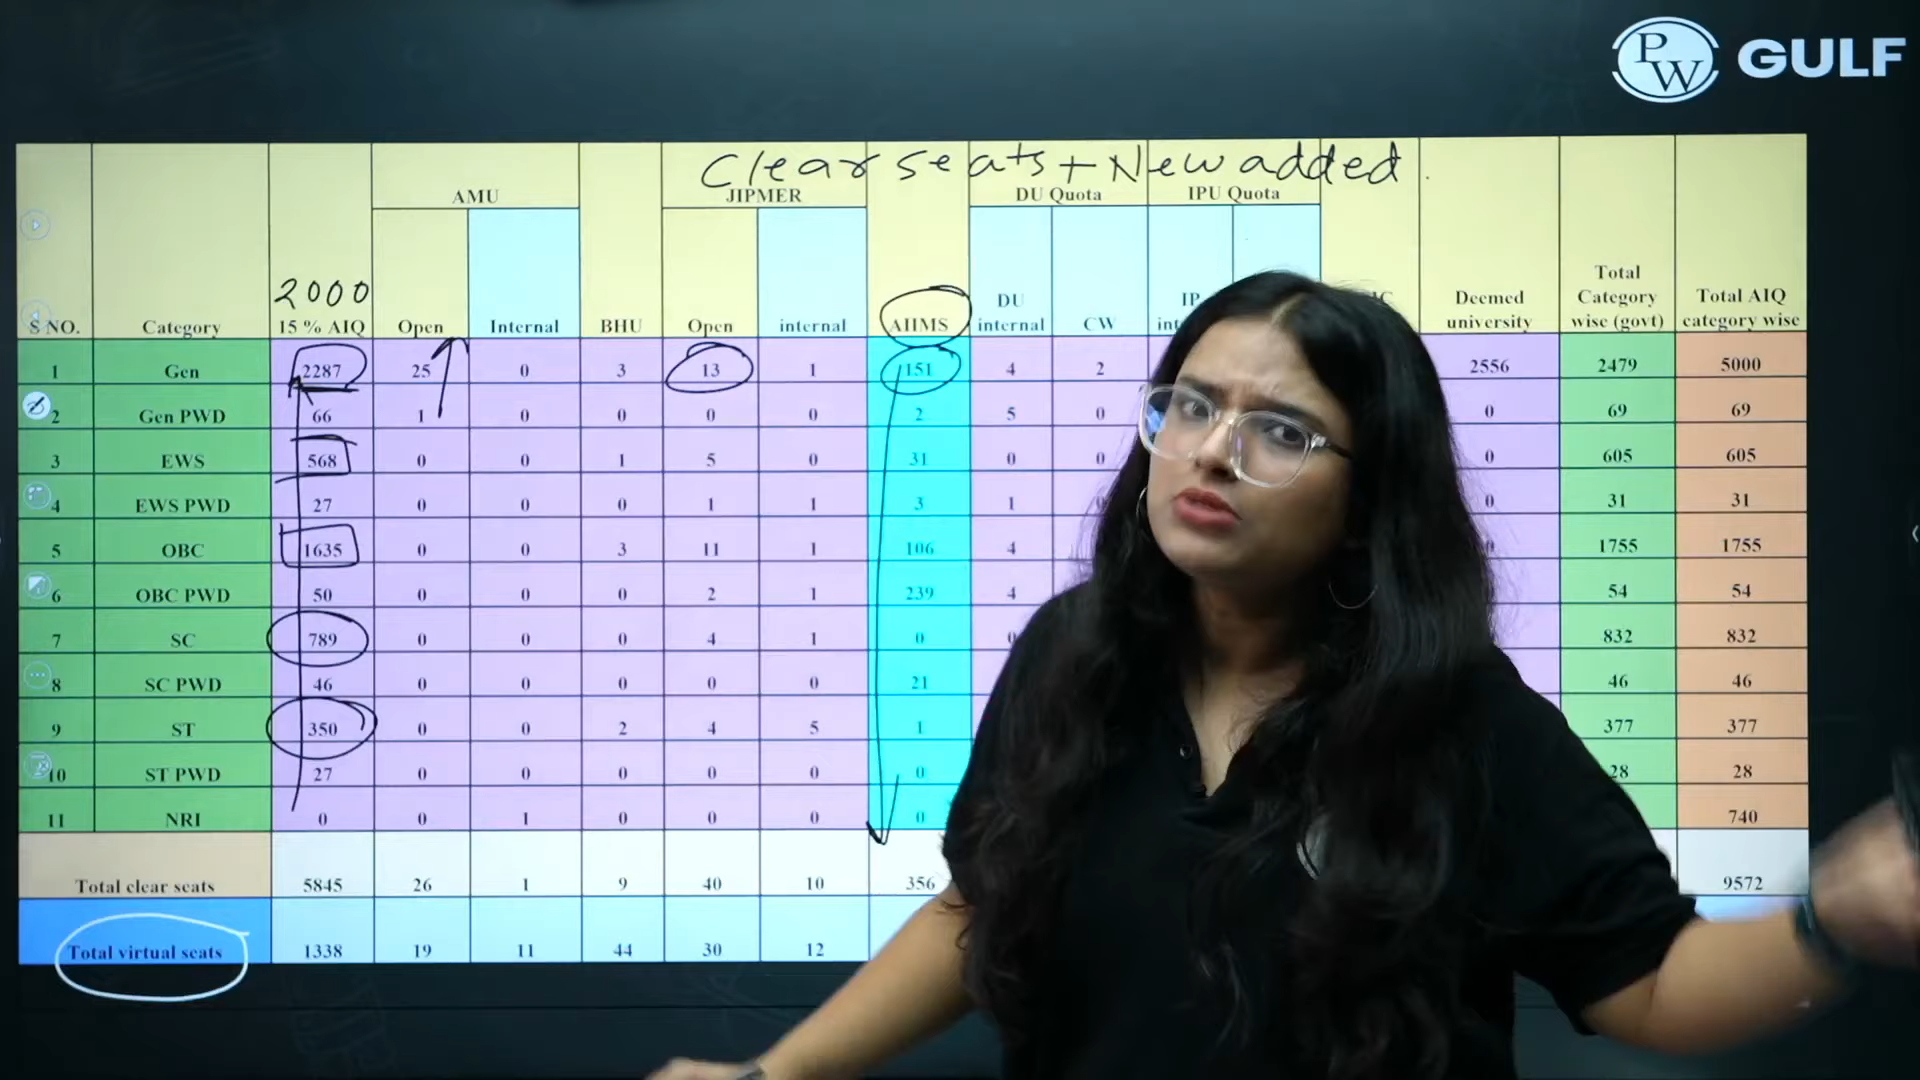 PW GULF
Clear seats + New added.
AMU JIPMER DU Quota IPU Quota
2000
S NO. Category 15 % AIQ Open Internal BHU Open internal AIIMS DU internal CW IP Deemed university Total Category wise (govt) Total AIQ category wise
1 Gen 2287 25 0 3 13 1 151 4 2 2556 2479 5000
2 Gen PWD 66 1 0 0 0 0 2 5 0 0 69 69
3 EWS 568 0 0 1 5 0 31 0 0 0 605 605
4 EWS PWD 27 0 0 0 1 1 3 1 0 31 31
5 OBC 1635 0 0 3 11 1 106 4 1755 1755
6 OBC PWD 50 0 0 0 2 1 239 4 54 54
7 SC 789 0 0 0 4 1 0 832 832
8 SC PWD 46 0 0 0 0 0 21 46 46
9 ST 350 0 0 2 4 5 1 377 377
10 ST PWD 27 0 0 0 0 0 0 28 28
11 NRI 0 0 1 0 0 0 0 740
Total clear seats 5845 26 1 9 40 10 356 9572
Total virtual seats 1338 19 11 44 30 12